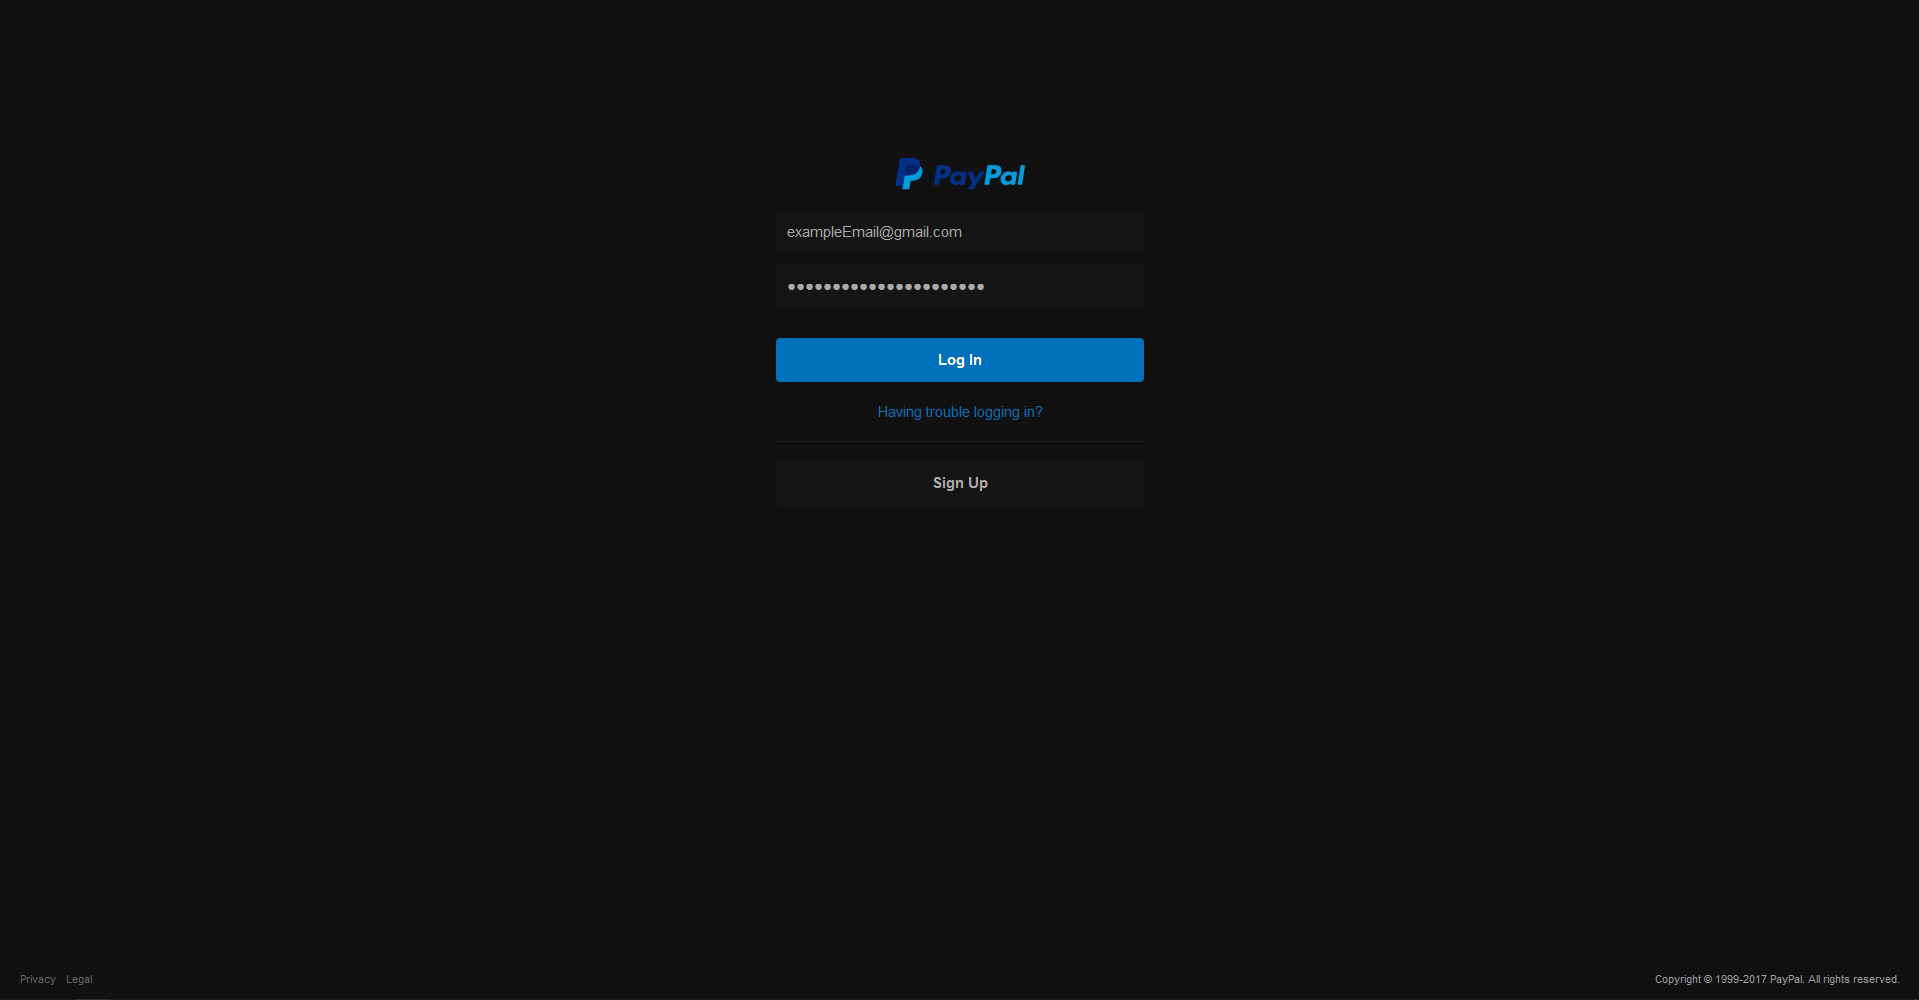 PayPal
exampleEmail@gmail.com
●●●●●●●●●●●●●●●●●●●●●●
Log In
Having trouble logging in?
Sign Up
Privacy Legal
Copyright © 1999-2017 PayPal. All rights reserved.